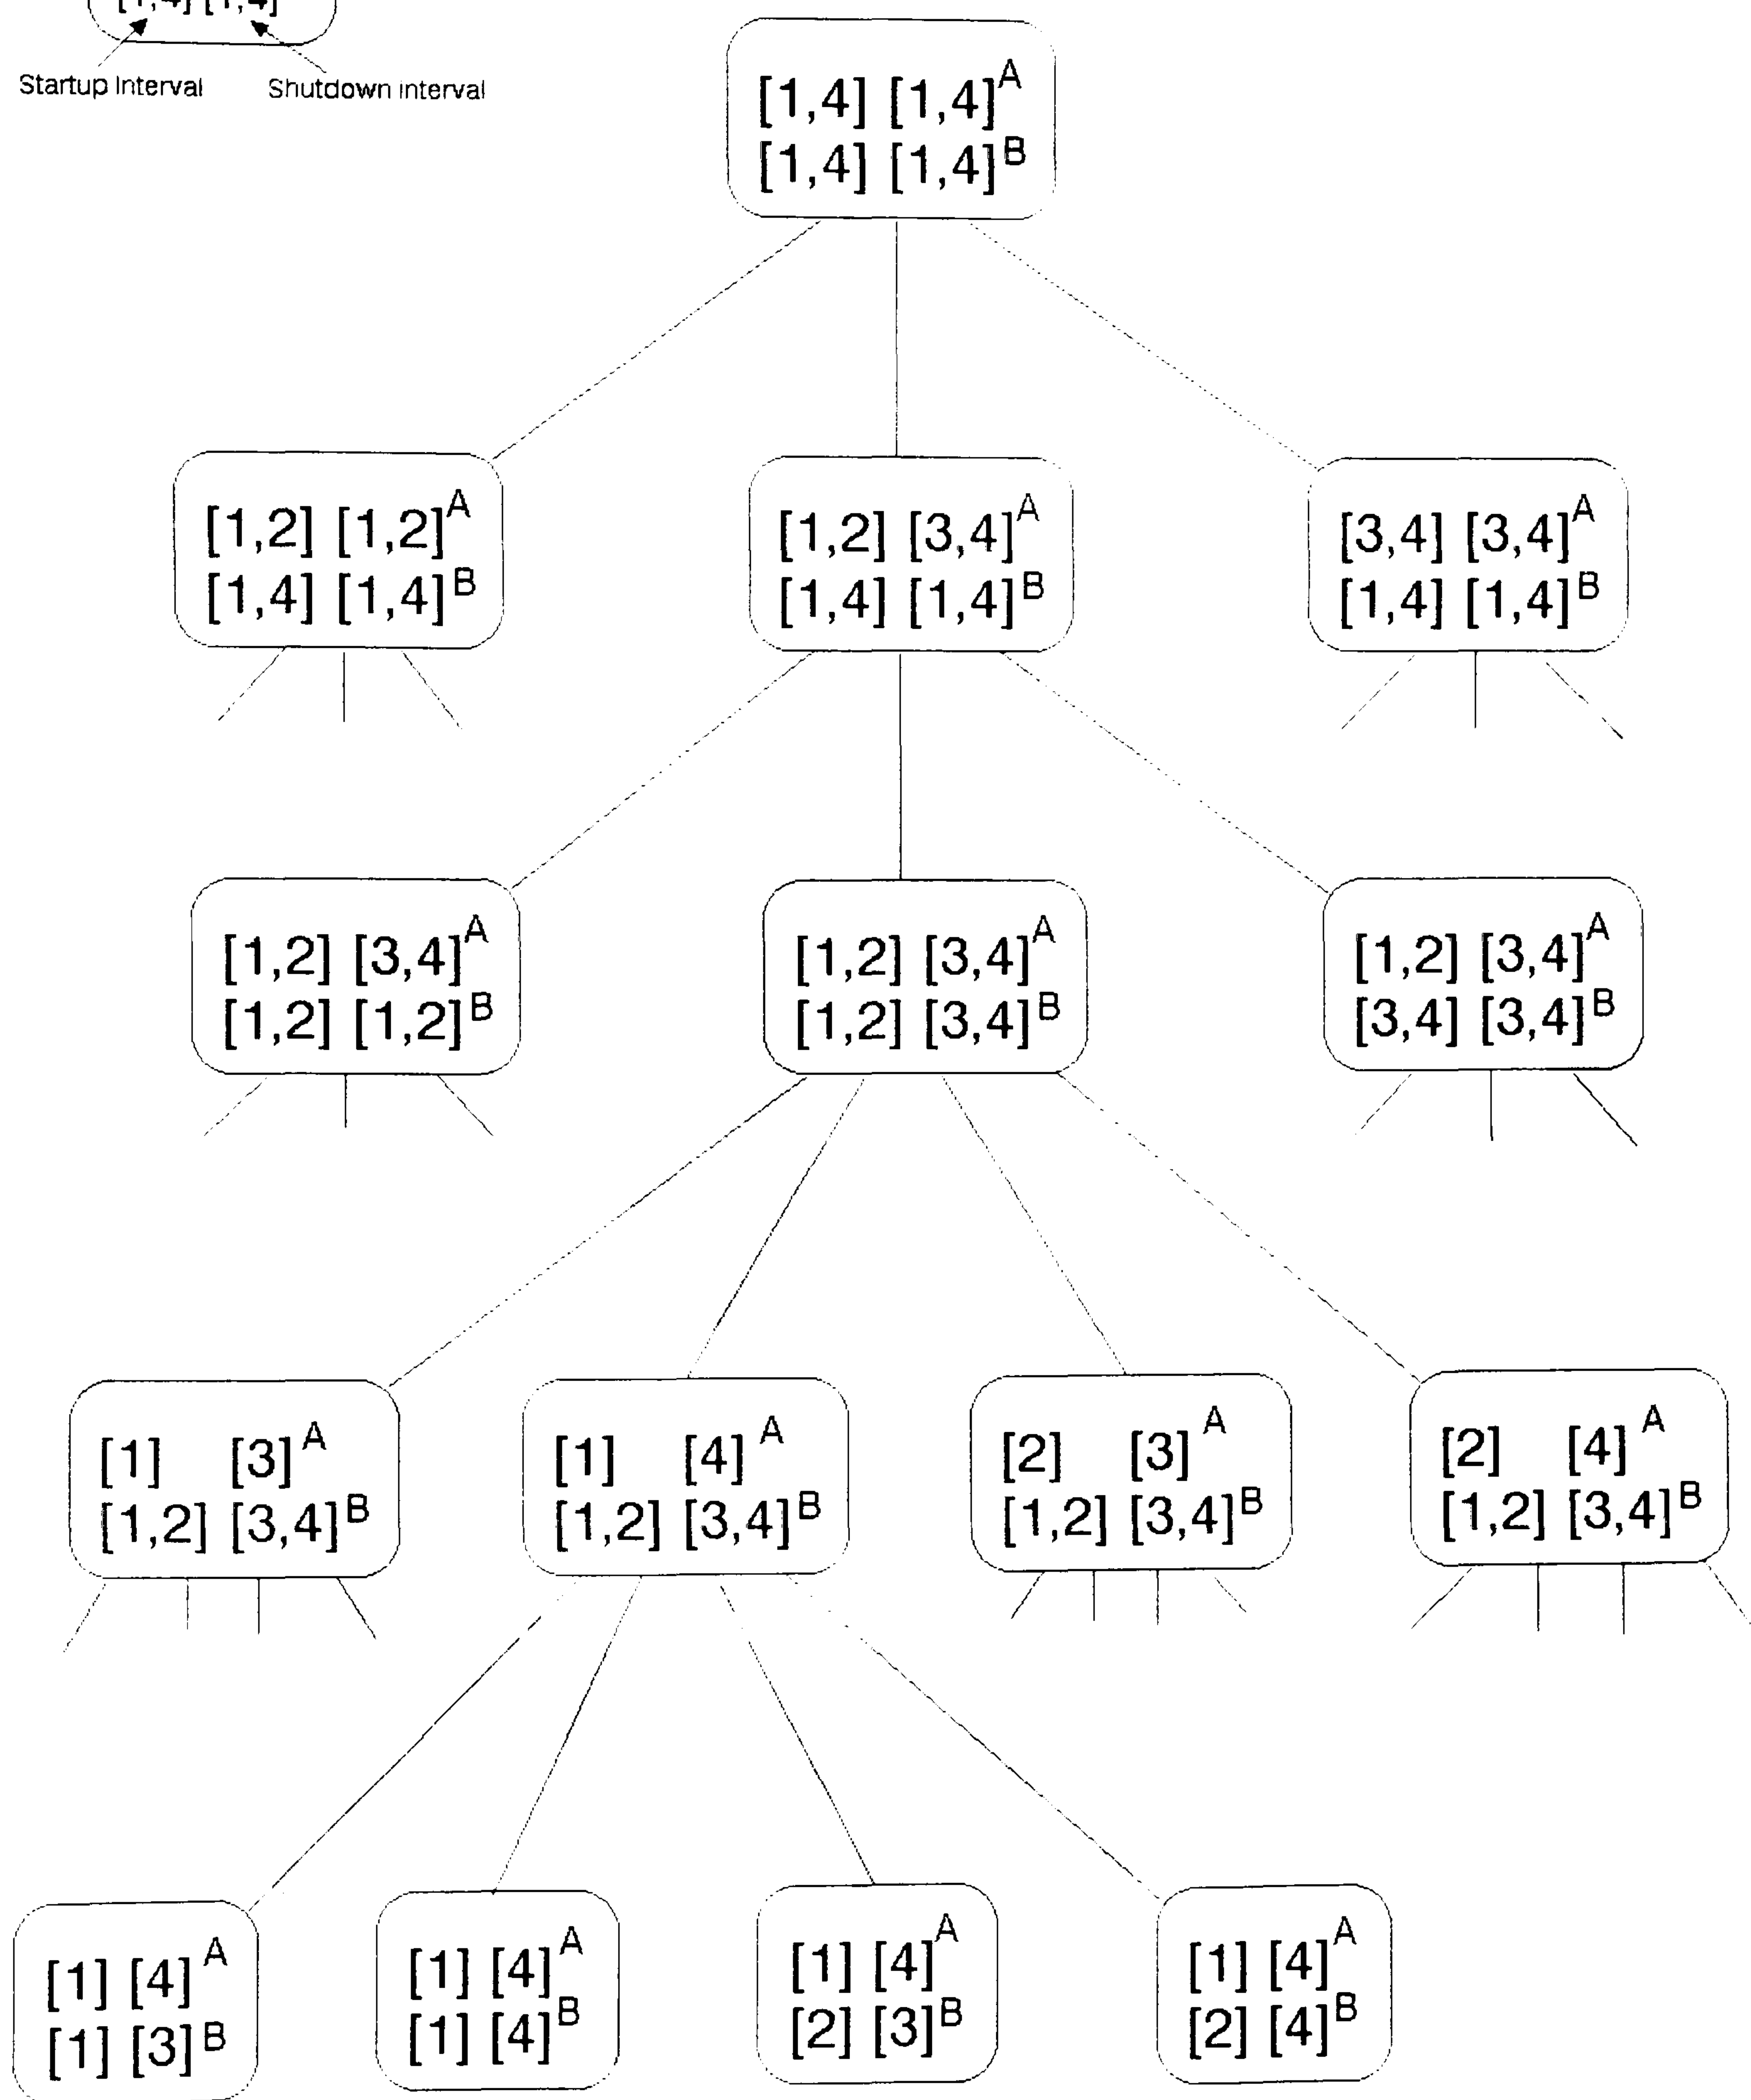 [1,4] [1,4]
Startup Interval Shutdown interval
[1,4] [1,4]A
[1,4] [1,4]B
[1,2] [1,2]A
[1,4] [1,4]B
[1,2] [3,4]A
[1,4] [1,4]B
[3,4] [3,4]A
[1,4] [1,4]B
[1,2] [3,4]A
[1,2] [1,2]B
[1,2] [3,4]A
[1,2] [3,4]B
[1,2] [3,4]A
[3,4] [3,4]B
[1] [3]A
[1,2] [3,4]B
[1] [4]A
[1,2] [3,4]B
[2] [3]A
[1,2] [3,4]B
[2] [4]A
[1,2] [3,4]B
[1] [4]A
[1] [3]B
[1] [4]A
[1] [4]B
[1] [4]A
[2] [3]B
[1] [4]A
[2] [4]B